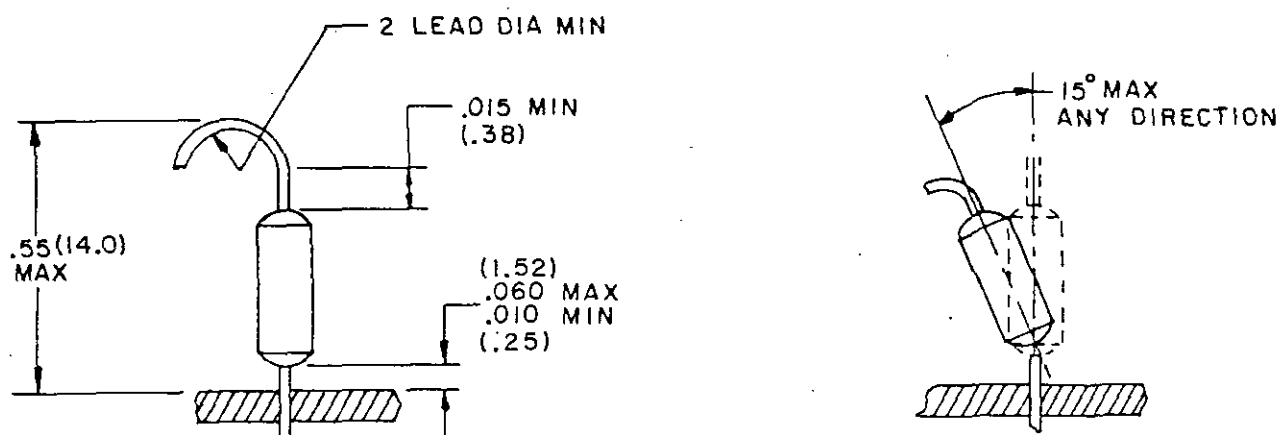 2 LEAD DIA MIN
.015 MIN
(.38)
.55(14.0)
MAX
(1.52)
.060 MAX
.010 MIN
(.25)
15° MAX
ANY DIRECTION